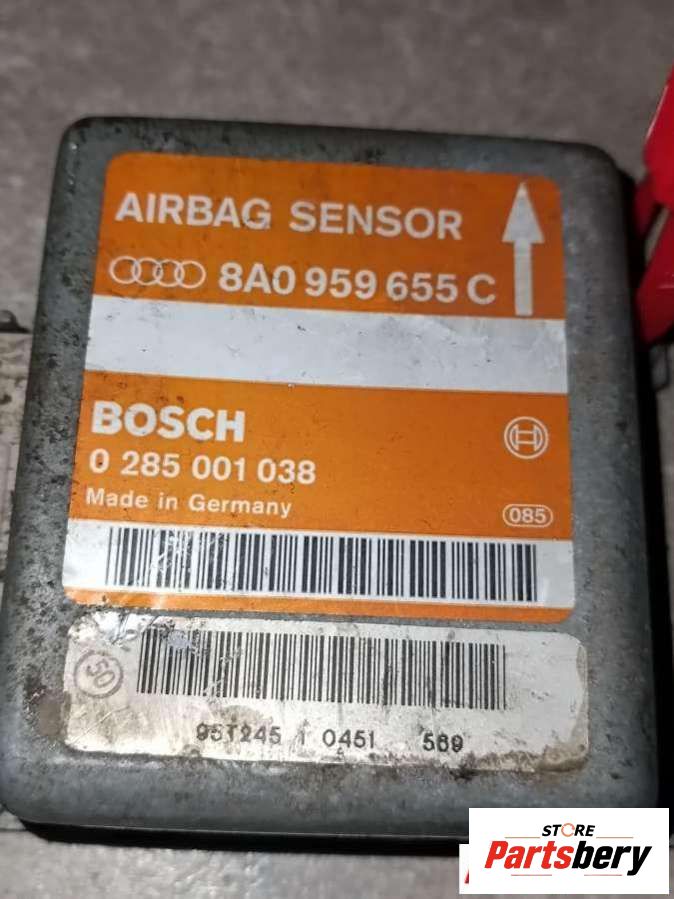 AIRBAG SENSOR
8A0 959 655 C
BOSCH
0 285 001 038
Made in Germany
085
50
95T245 1 0451 569
STORE
Partsbery